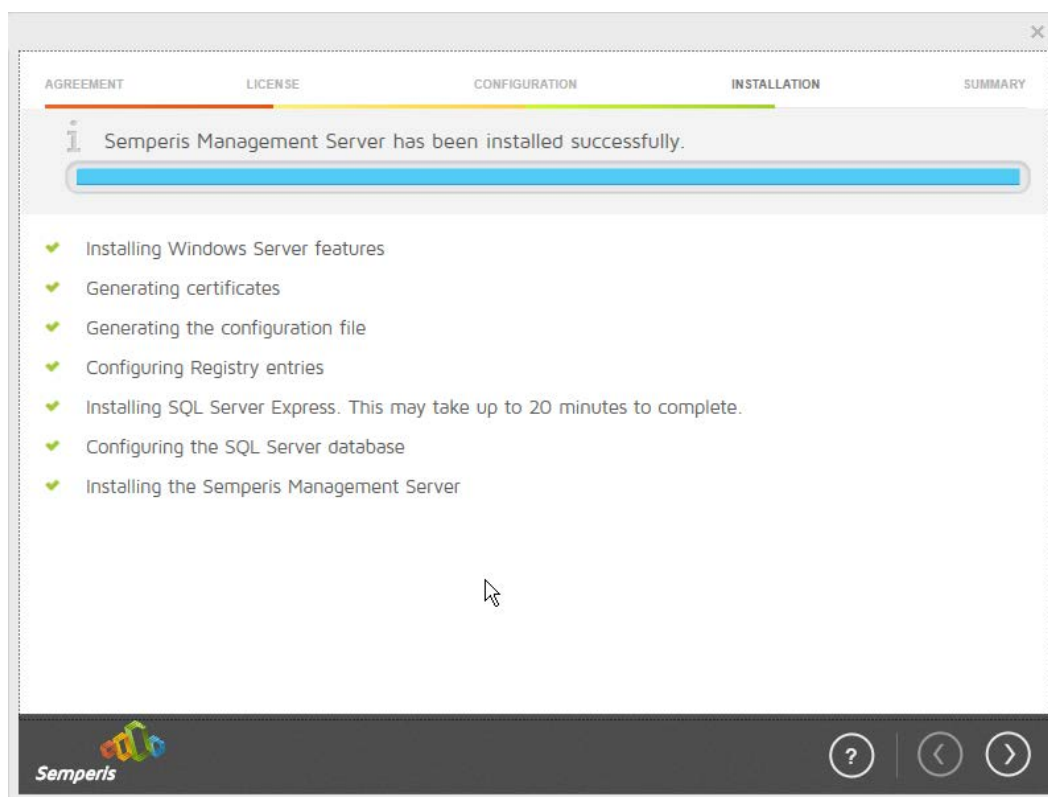 AGREEMENT LICENSE CONFIGURATION INSTALLATION SUMMARY
Semperis Management Server has been installed successfully.
Installing Windows Server features
Generating certificates
Generating the configuration file
Configuring Registry entries
Installing SQL Server Express. This may take up to 20 minutes to complete.
Configuring the SQL Server database
Installing the Semperis Management Server
Semperis
?